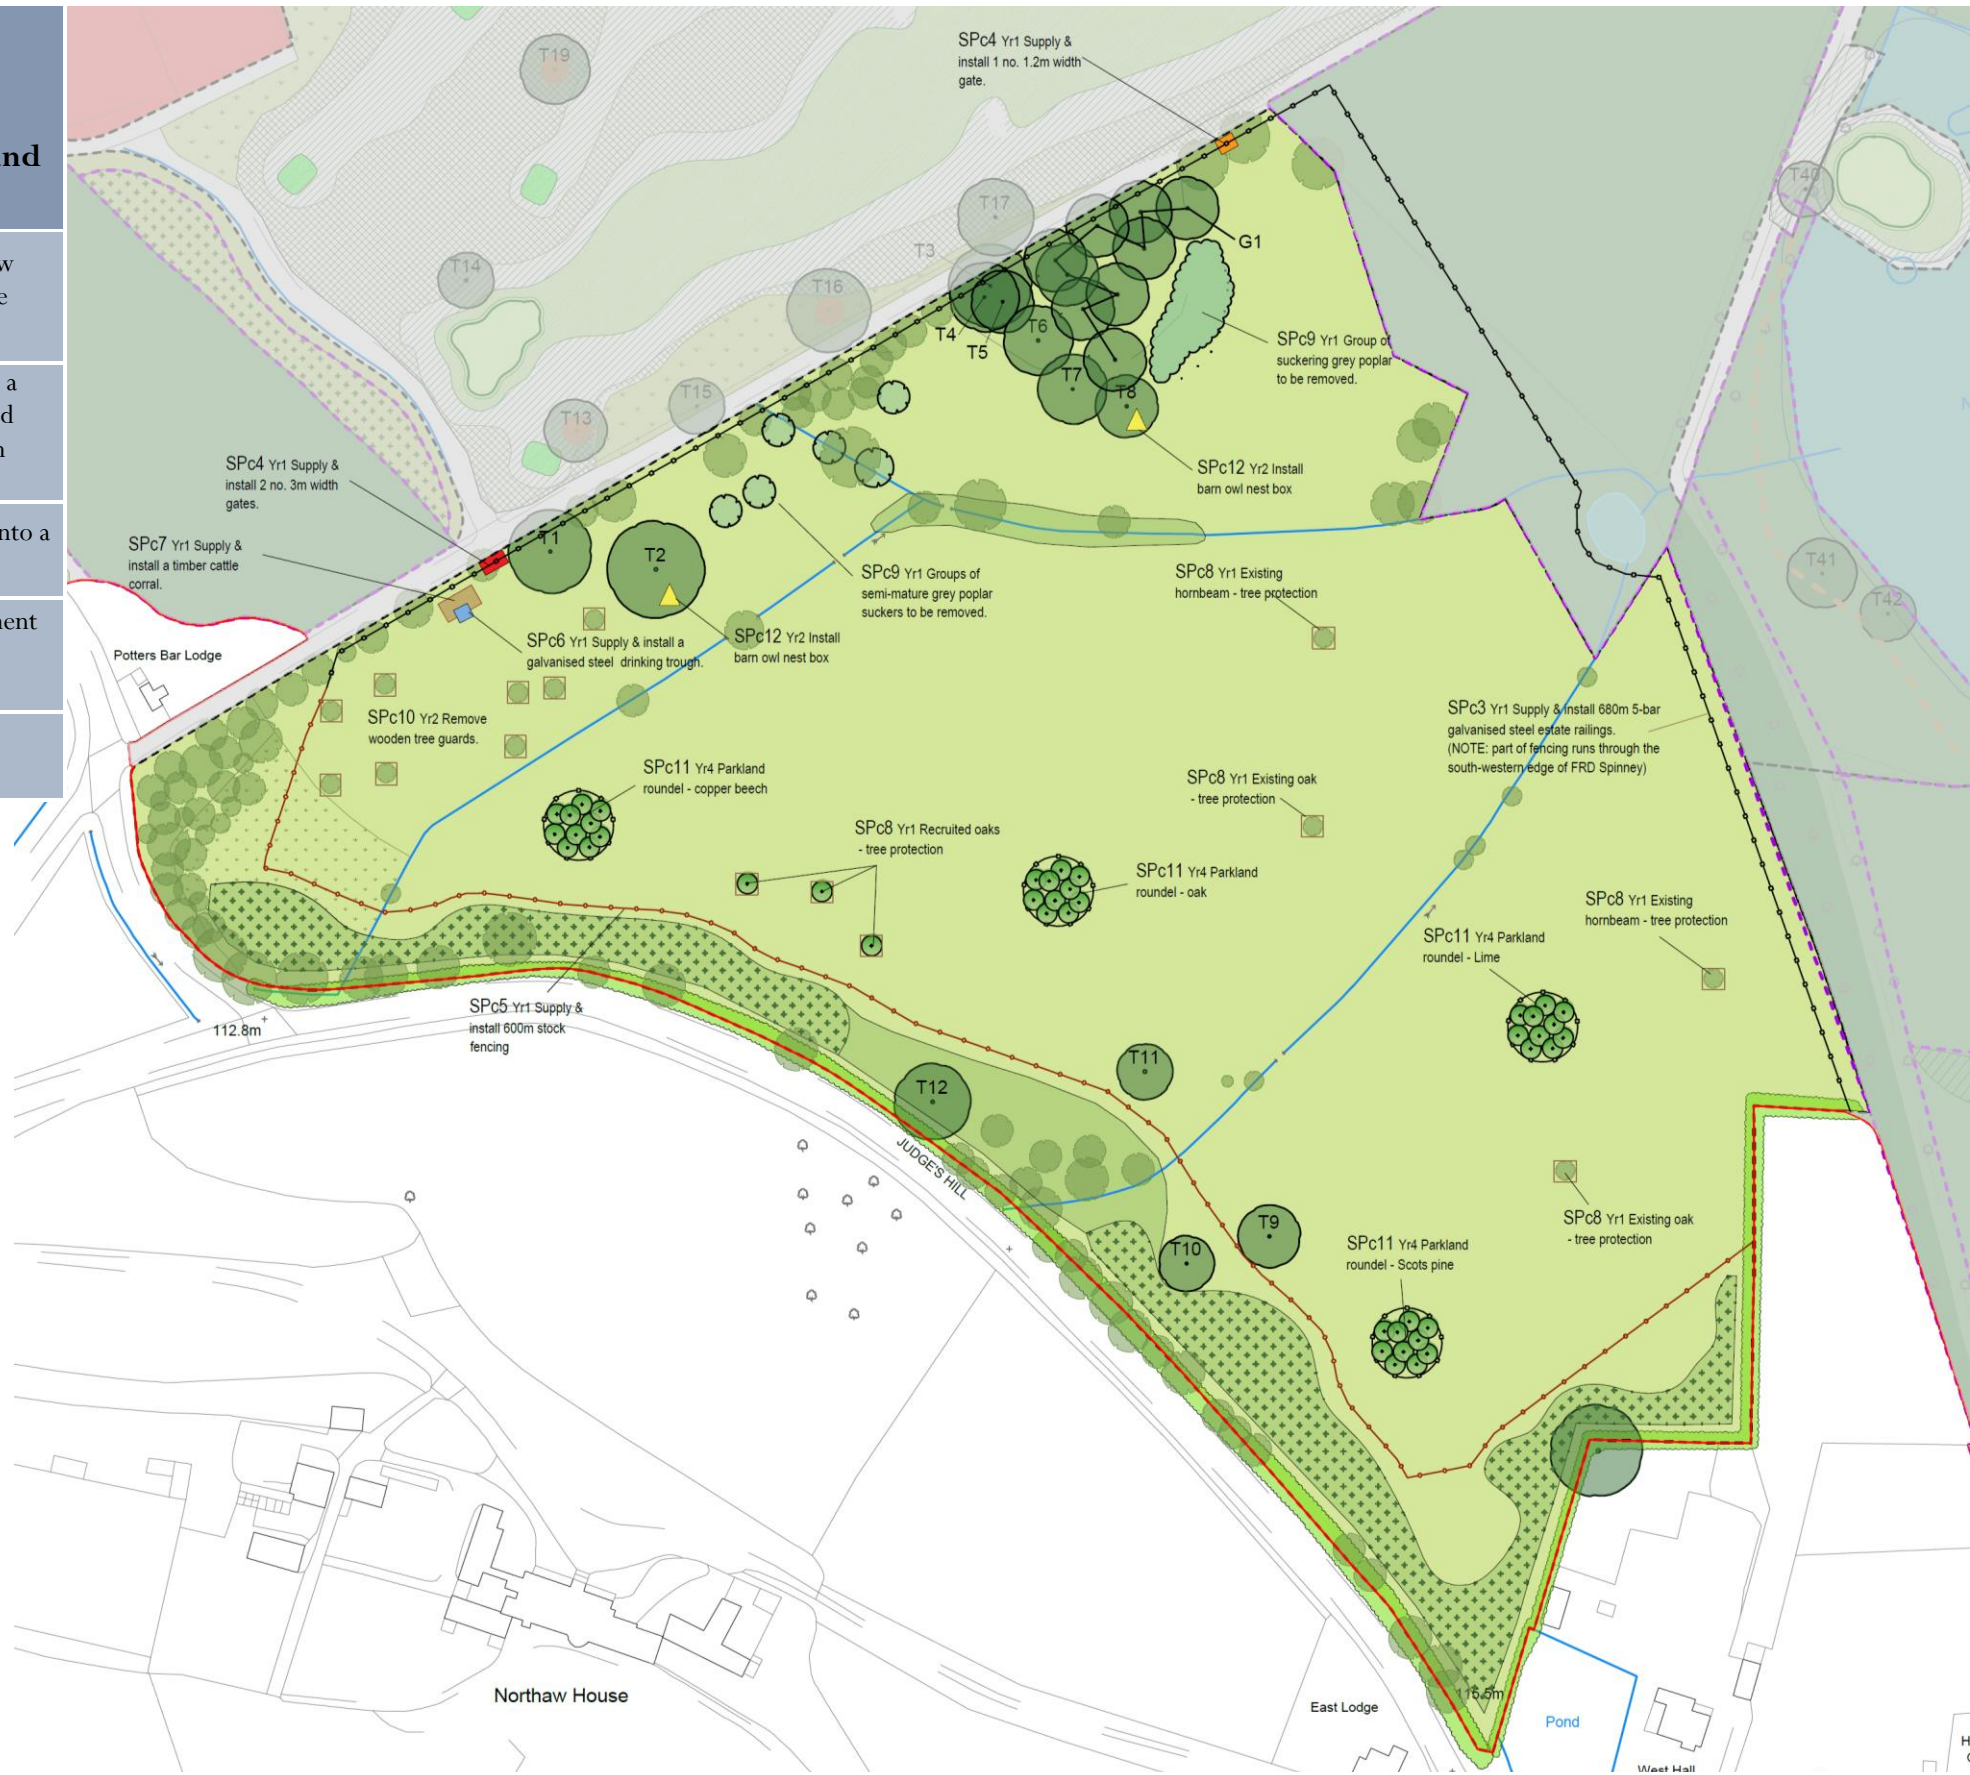 nd
w
e
a
d
n
nto a
nent
T19
SPc4 Yr1 Supply &
install 1 no. 1.2m width
gate.
T17
T3
T14
T16
T40
G1
T4
T5
T6
T7
T8
SPc9 Yr1 Group of
suckering grey poplar
to be removed.
T15
T13
SPc4 Yr1 Supply &
install 2 no. 3m width
gates.
SPc12 Yr2 Install
barn owl nest box
SPc7 Yr1 Supply &
install a timber cattle
corral.
T1
T2
SPc9 Yr1 Groups of
semi-mature grey poplar
suckers to be removed.
SPc8 Yr1 Existing
hornbeam - tree protection
T41
T42
SPc6 Yr1 Supply & install a
galvanised steel drinking trough.
SPc12 Yr2 Install
barn owl nest box
Potters Bar Lodge
SPc10 Yr2 Remove
wooden tree guards.
SPc3 Yr1 Supply & install 680m 5-bar
galvanised steel estate railings.
(NOTE: part of fencing runs through the
south-western edge of FRD Spinney)
SPc11 Yr4 Parkland
roundel - copper beech
SPc8 Yr1 Existing oak
- tree protection
SPc8 Yr1 Recruited oaks
- tree protection
SPc11 Yr4 Parkland
roundel - oak
SPc8 Yr1 Existing
hornbeam - tree protection
SPc11 Yr4 Parkland
roundel - Lime
SPc5 Yr1 Supply &
install 600m stock
fencing
112.8m
T11
T12
JUDGE'S HILL
T9
T10
SPc8 Yr1 Existing oak
- tree protection
SPc11 Yr4 Parkland
roundel - Scots pine
Northaw House
East Lodge
115.5m
Pond
West Hall
H